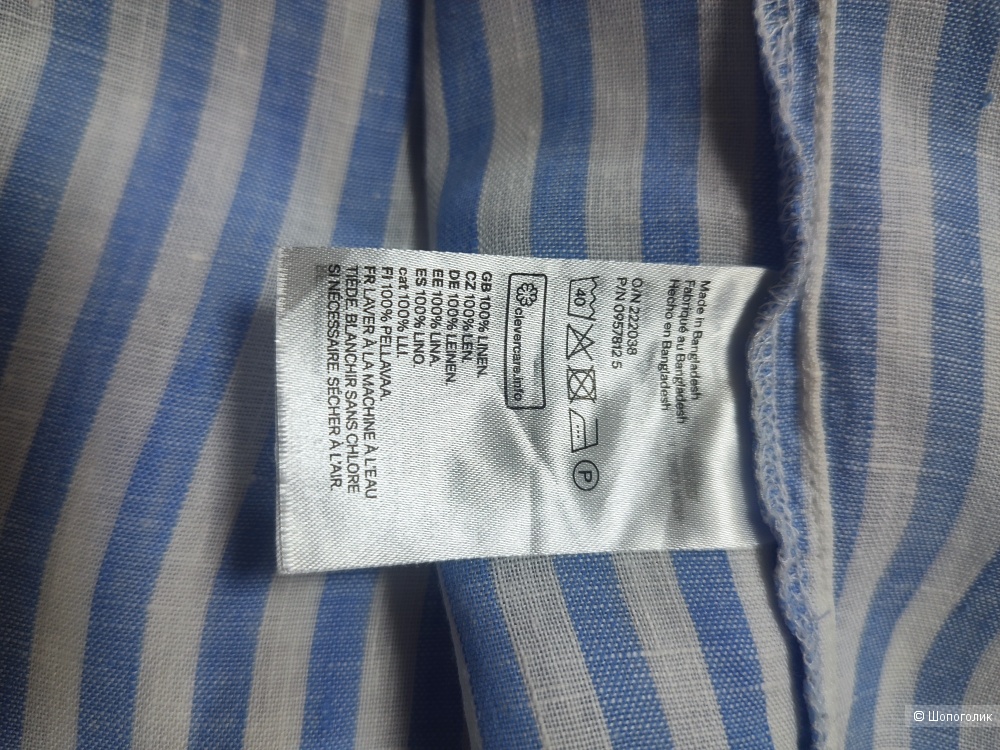 Made in Bangladesh
Fabriqué au Bangladesh
Hecho en Bangladesh
O/N 222038
P/N 0957812 5
40
P
clevercare.info
GB 100% LINEN.
CZ 100% LEN.
DE 100% LEINEN.
EE 100% LINA.
ES 100% LINO.
cat 100% LLI.
FI 100% PELLAVAA.
FR LAVER À LA MACHINE À L'EAU
TIÈDE. BLANCHIR SANS CHLORE
SI NÉCESSAIRE. SÉCHER À L'AIR.
© Шопоголик